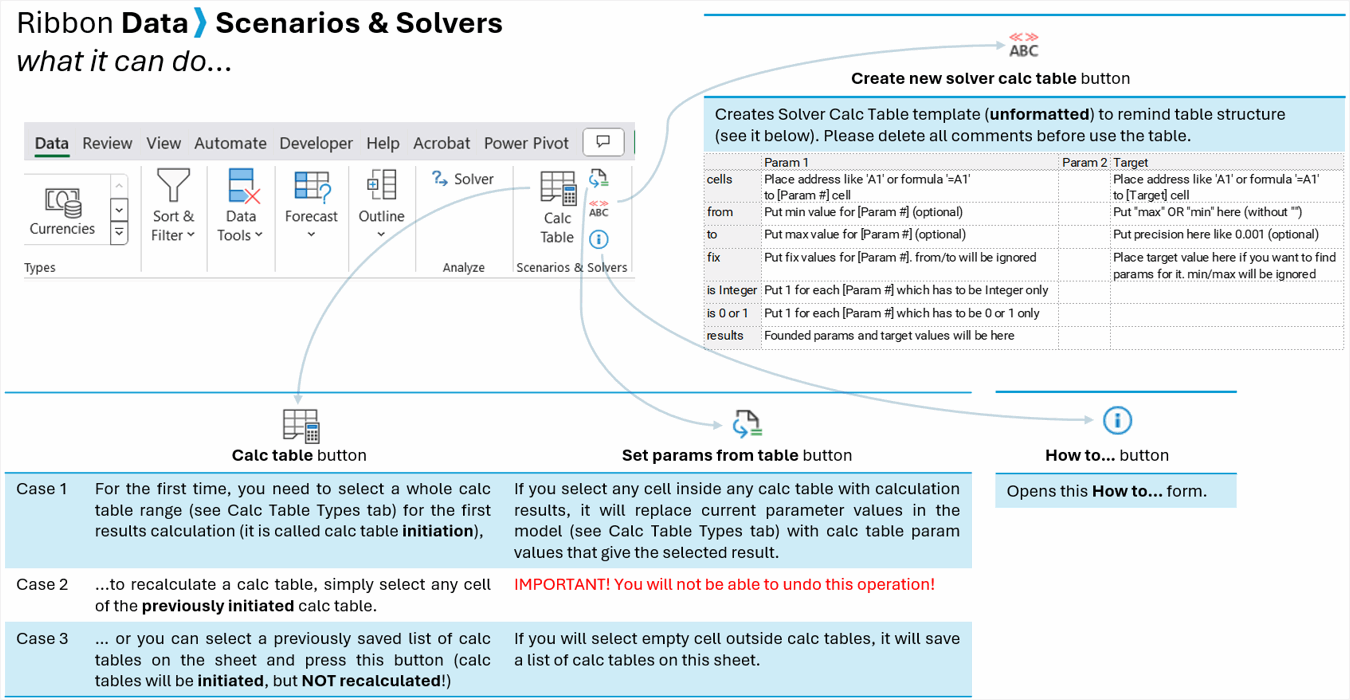 Ribbon Data❯ Scenarios & Solvers
what it can do...
Data Review View Automate Developer Help Acrobat Power Pivot
Currencies
Types
Sort &
Filter
Data
Tools
Forecast
Outline
Solver
Analyze
Calc
Table
ABC
Scenarios & Solvers
ABC
Create new solver calc table button
Creates Solver Calc Table template (unformatted) to remind table structure
(see it below). Please delete all comments before use the table.
Param 1 Param 2 Target
cells Place address like 'A1' or formula '=A1' Place address like 'A1' or formula '=A1'
to [Param #] cell to [Target] cell
from Put min value for [Param #] (optional) Put "max" OR "min" here (without "")
to Put max value for [Param #] (optional) Put precision here like 0.001 (optional)
fix Put fix values for [Param #]. from/to will be ignored Place target value here if you want to find
params for it. min/max will be ignored
is Integer Put 1 for each [Param #] which has to be Integer only
is 0 or 1 Put 1 for each [Param #] which has to be 0 or 1 only
results Founded params and target values will be here
Calc table button
Case 1 For the first time, you need to select a whole calc
table range (see Calc Table Types tab) for the first
results calculation (it is called calc table initiation),
Case 2 ...to recalculate a calc table, simply select any cell
of the previously initiated calc table.
Case 3 ... or you can select a previously saved list of calc
tables on the sheet and press this button (calc
tables will be initiated, but NOT recalculated!)
Set params from table button
If you select any cell inside any calc table with calculation
results, it will replace current parameter values in the
model (see Calc Table Types tab) with calc table param
values that give the selected result.
IMPORTANT! You will not be able to undo this operation!
If you will select empty cell outside calc tables, it will save
a list of calc tables on this sheet.
How to... button
Opens this How to... form.